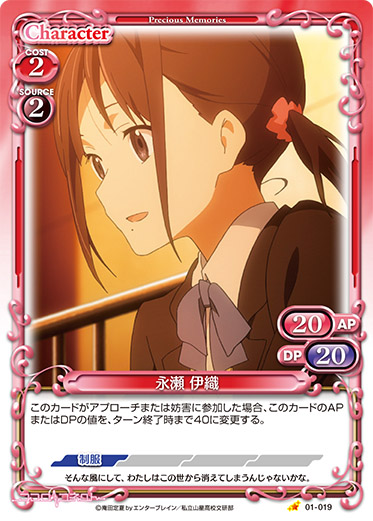 Precious Memories
Character
COST
2
SOURCE
2
20 AP
DP 20
永瀬 伊織
このカードがアプローチまたは妨害に参加した場合、このカードのAP
またはDPの値を、ターン終了時まで40に変更する。
制服
そんな風にして、わたしはこの世から消えてしまうんじゃないかな。
ココロコネクト
©庵田定夏 by エンターブレイン/私立山星高校文研部
01-019